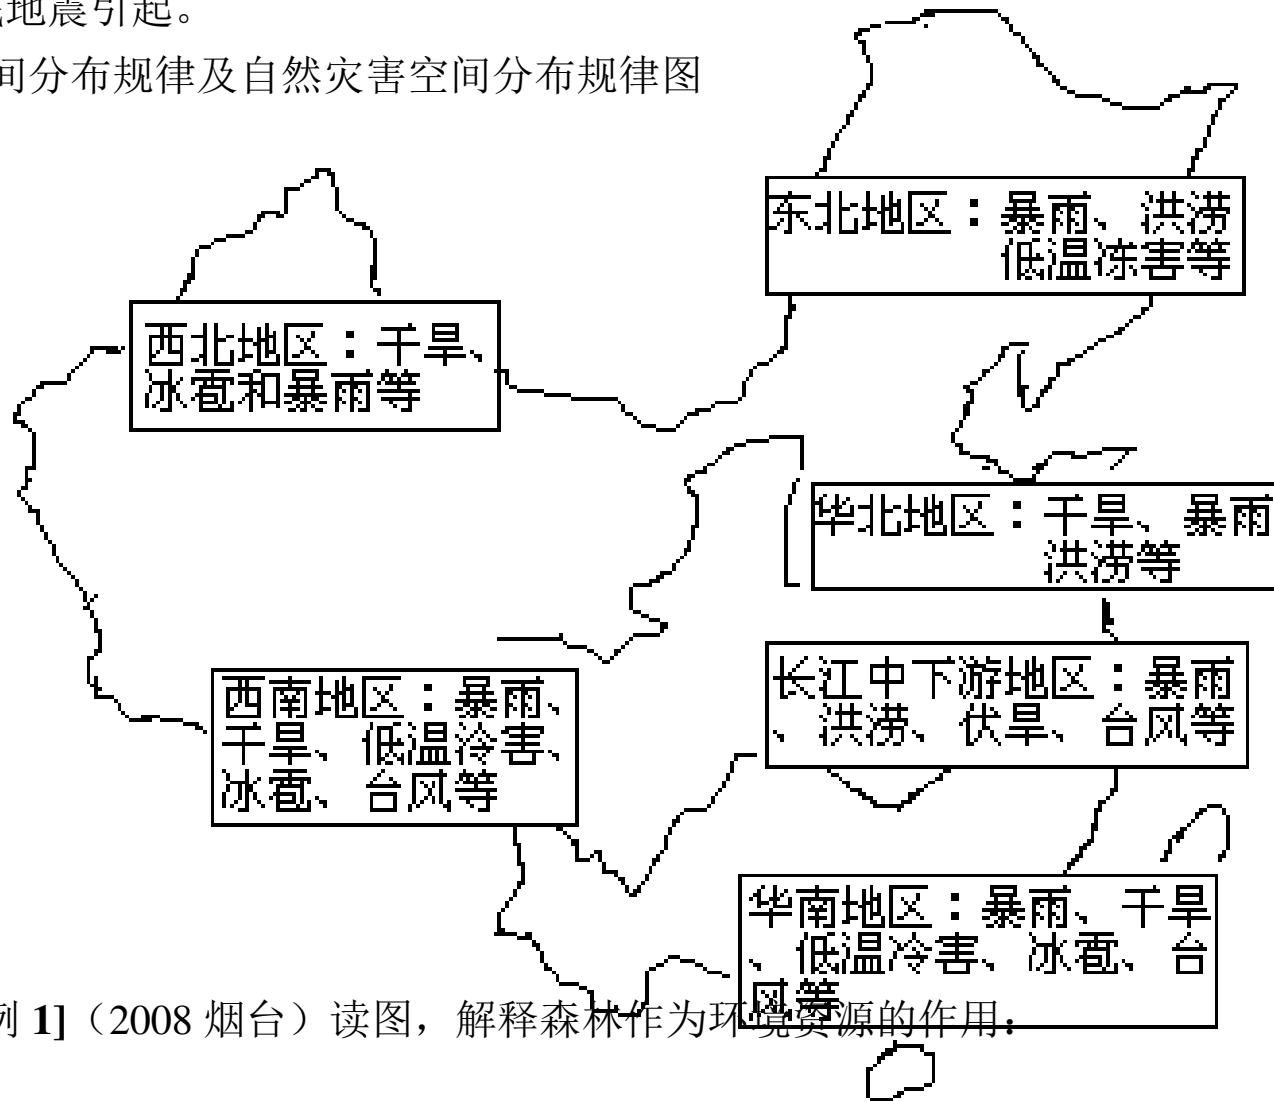 地震引起。
间分布规律及自然灾害空间分布规律图
东北地区：暴雨、洪涝
低温冻害等
西北地区：干旱、
冰雹和暴雨等
华北地区：干旱、暴雨
洪涝等
长江中下游地区：暴雨
、洪涝、伏旱、台风等
西南地区：暴雨、
干旱、低温冷害、
冰雹、台风等
华南地区：暴雨、干旱
、低温冷害、冰雹、台
风等
例 1]（2008 烟台）读图，解释森林作为环境资源的作用：